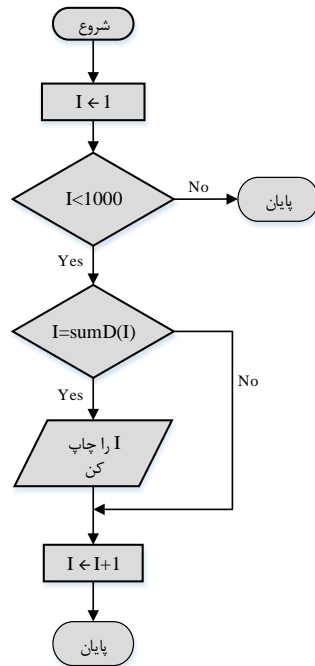 شروع
I ← 1
I<1000
No
پایان
Yes
I=sumD(I)
No
Yes
I را چاپ
کن
I ← I+1
پایان